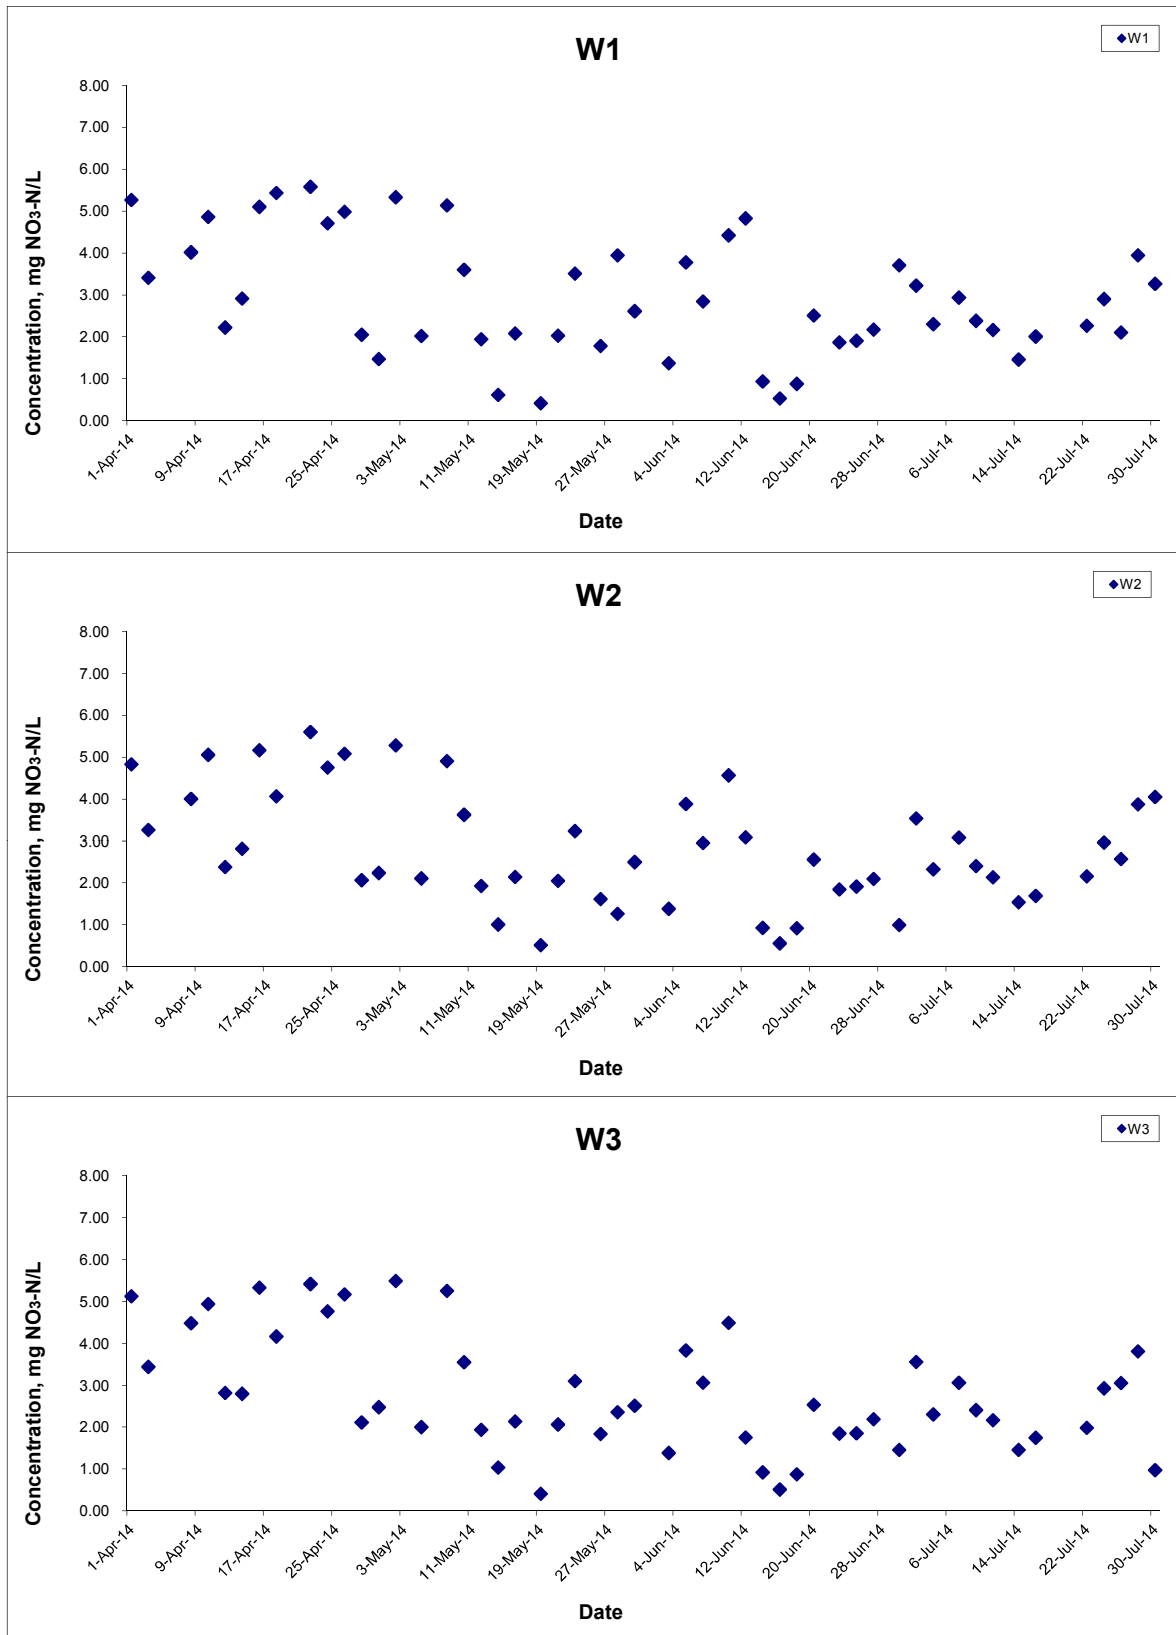 W1
W1
8.00
7.00
6.00
5.00
4.00
3.00
2.00
1.00
0.00
Concentration, mg NO3-N/L
1-Apr-14
9-Apr-14
17-Apr-14
25-Apr-14
3-May-14
11-May-14
19-May-14
27-May-14
4-Jun-14
12-Jun-14
20-Jun-14
28-Jun-14
6-Jul-14
14-Jul-14
22-Jul-14
30-Jul-14
Date
W2
W2
8.00
7.00
6.00
5.00
4.00
3.00
2.00
1.00
0.00
Concentration, mg NO3-N/L
1-Apr-14
9-Apr-14
17-Apr-14
25-Apr-14
3-May-14
11-May-14
19-May-14
27-May-14
4-Jun-14
12-Jun-14
20-Jun-14
28-Jun-14
6-Jul-14
14-Jul-14
22-Jul-14
30-Jul-14
Date
W3
W3
8.00
7.00
6.00
5.00
4.00
3.00
2.00
1.00
0.00
Concentration, mg NO3-N/L
1-Apr-14
9-Apr-14
17-Apr-14
25-Apr-14
3-May-14
11-May-14
19-May-14
27-May-14
4-Jun-14
12-Jun-14
20-Jun-14
28-Jun-14
6-Jul-14
14-Jul-14
22-Jul-14
30-Jul-14
Date